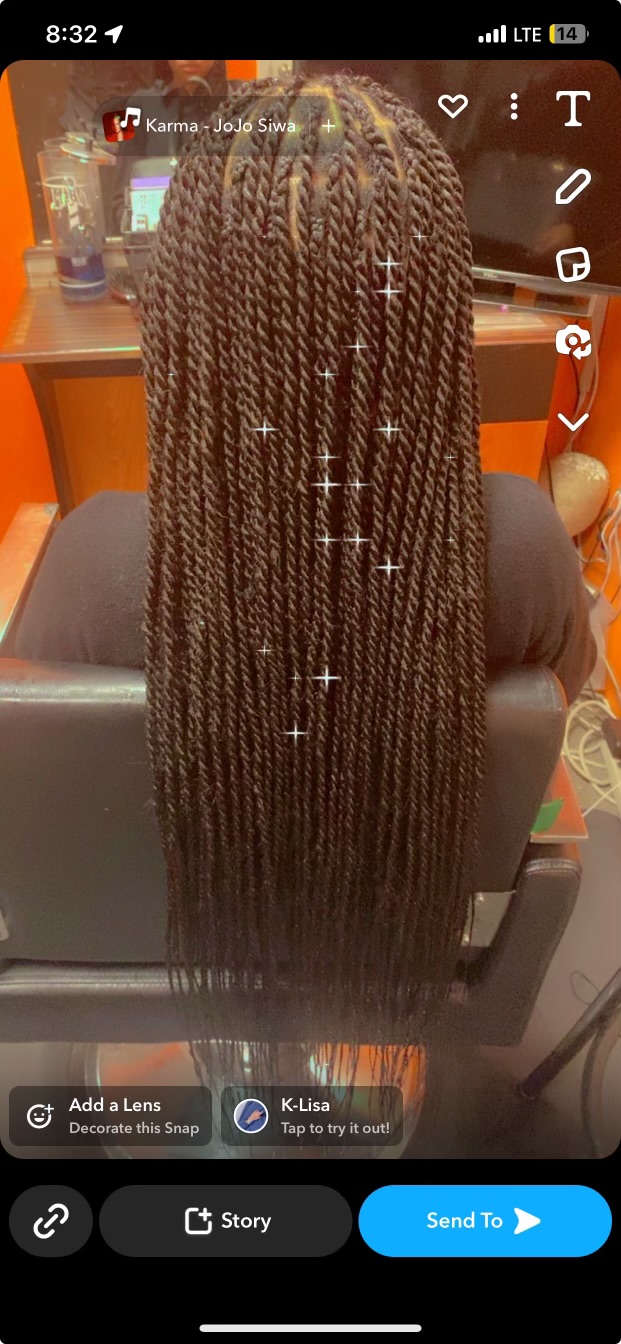 8:32
LTE 14
Karma - JoJo Siwa +
T
Add a Lens
Decorate this Snap
K-Lisa
Tap to try it out!
Story
Send To